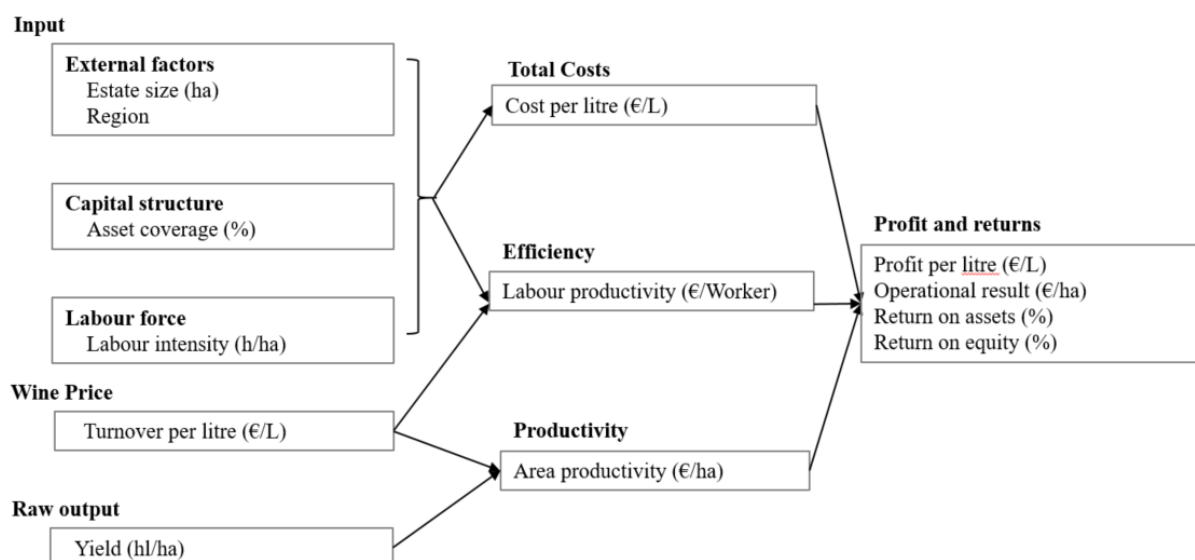 Input
External factors
Estate size (ha)
Region
Capital structure
Asset coverage (%)
Labour force
Labour intensity (h/ha)
Wine Price
Turnover per litre (€/L)
Raw output
Yield (hl/ha)
Total Costs
Cost per litre (€/L)
Efficiency
Labour productivity (€/Worker)
Productivity
Area productivity (€/ha)
Profit and returns
Profit per litre (€/L)
Operational result (€/ha)
Return on assets (%)
Return on equity (%)